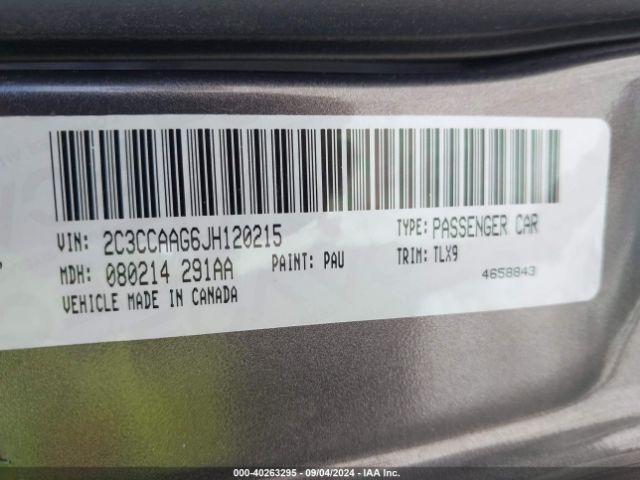 VIN: 2C3CCAAG6JH120215
TYPE: PASSENGER CAR
MDH: 080214 291AA
PAINT: PAU
TRIM: TLX9
4658843
VEHICLE MADE IN CANADA
000-40263295 - 09/04/2024 - IAA Inc.